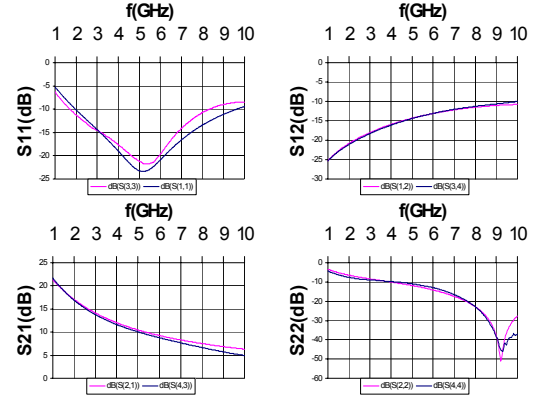 f(GHz)
1 2 3 4 5 6 7 8 9 10
S11(dB)
0
-5
-10
-15
-20
-25
dB(S(3,3)) dB(S(1,1))
f(GHz)
1 2 3 4 5 6 7 8 9 10
S12(dB)
0
-5
-10
-15
-20
-25
-30
dB(S(1,2)) dB(S(3,4))
f(GHz)
1 2 3 4 5 6 7 8 9 10
S21(dB)
25
20
15
10
5
0
dB(S(2,1)) dB(S(4,3))
f(GHz)
1 2 3 4 5 6 7 8 9 10
S22(dB)
0
-10
-20
-30
-40
-50
-60
dB(S(2,2)) dB(S(4,4))